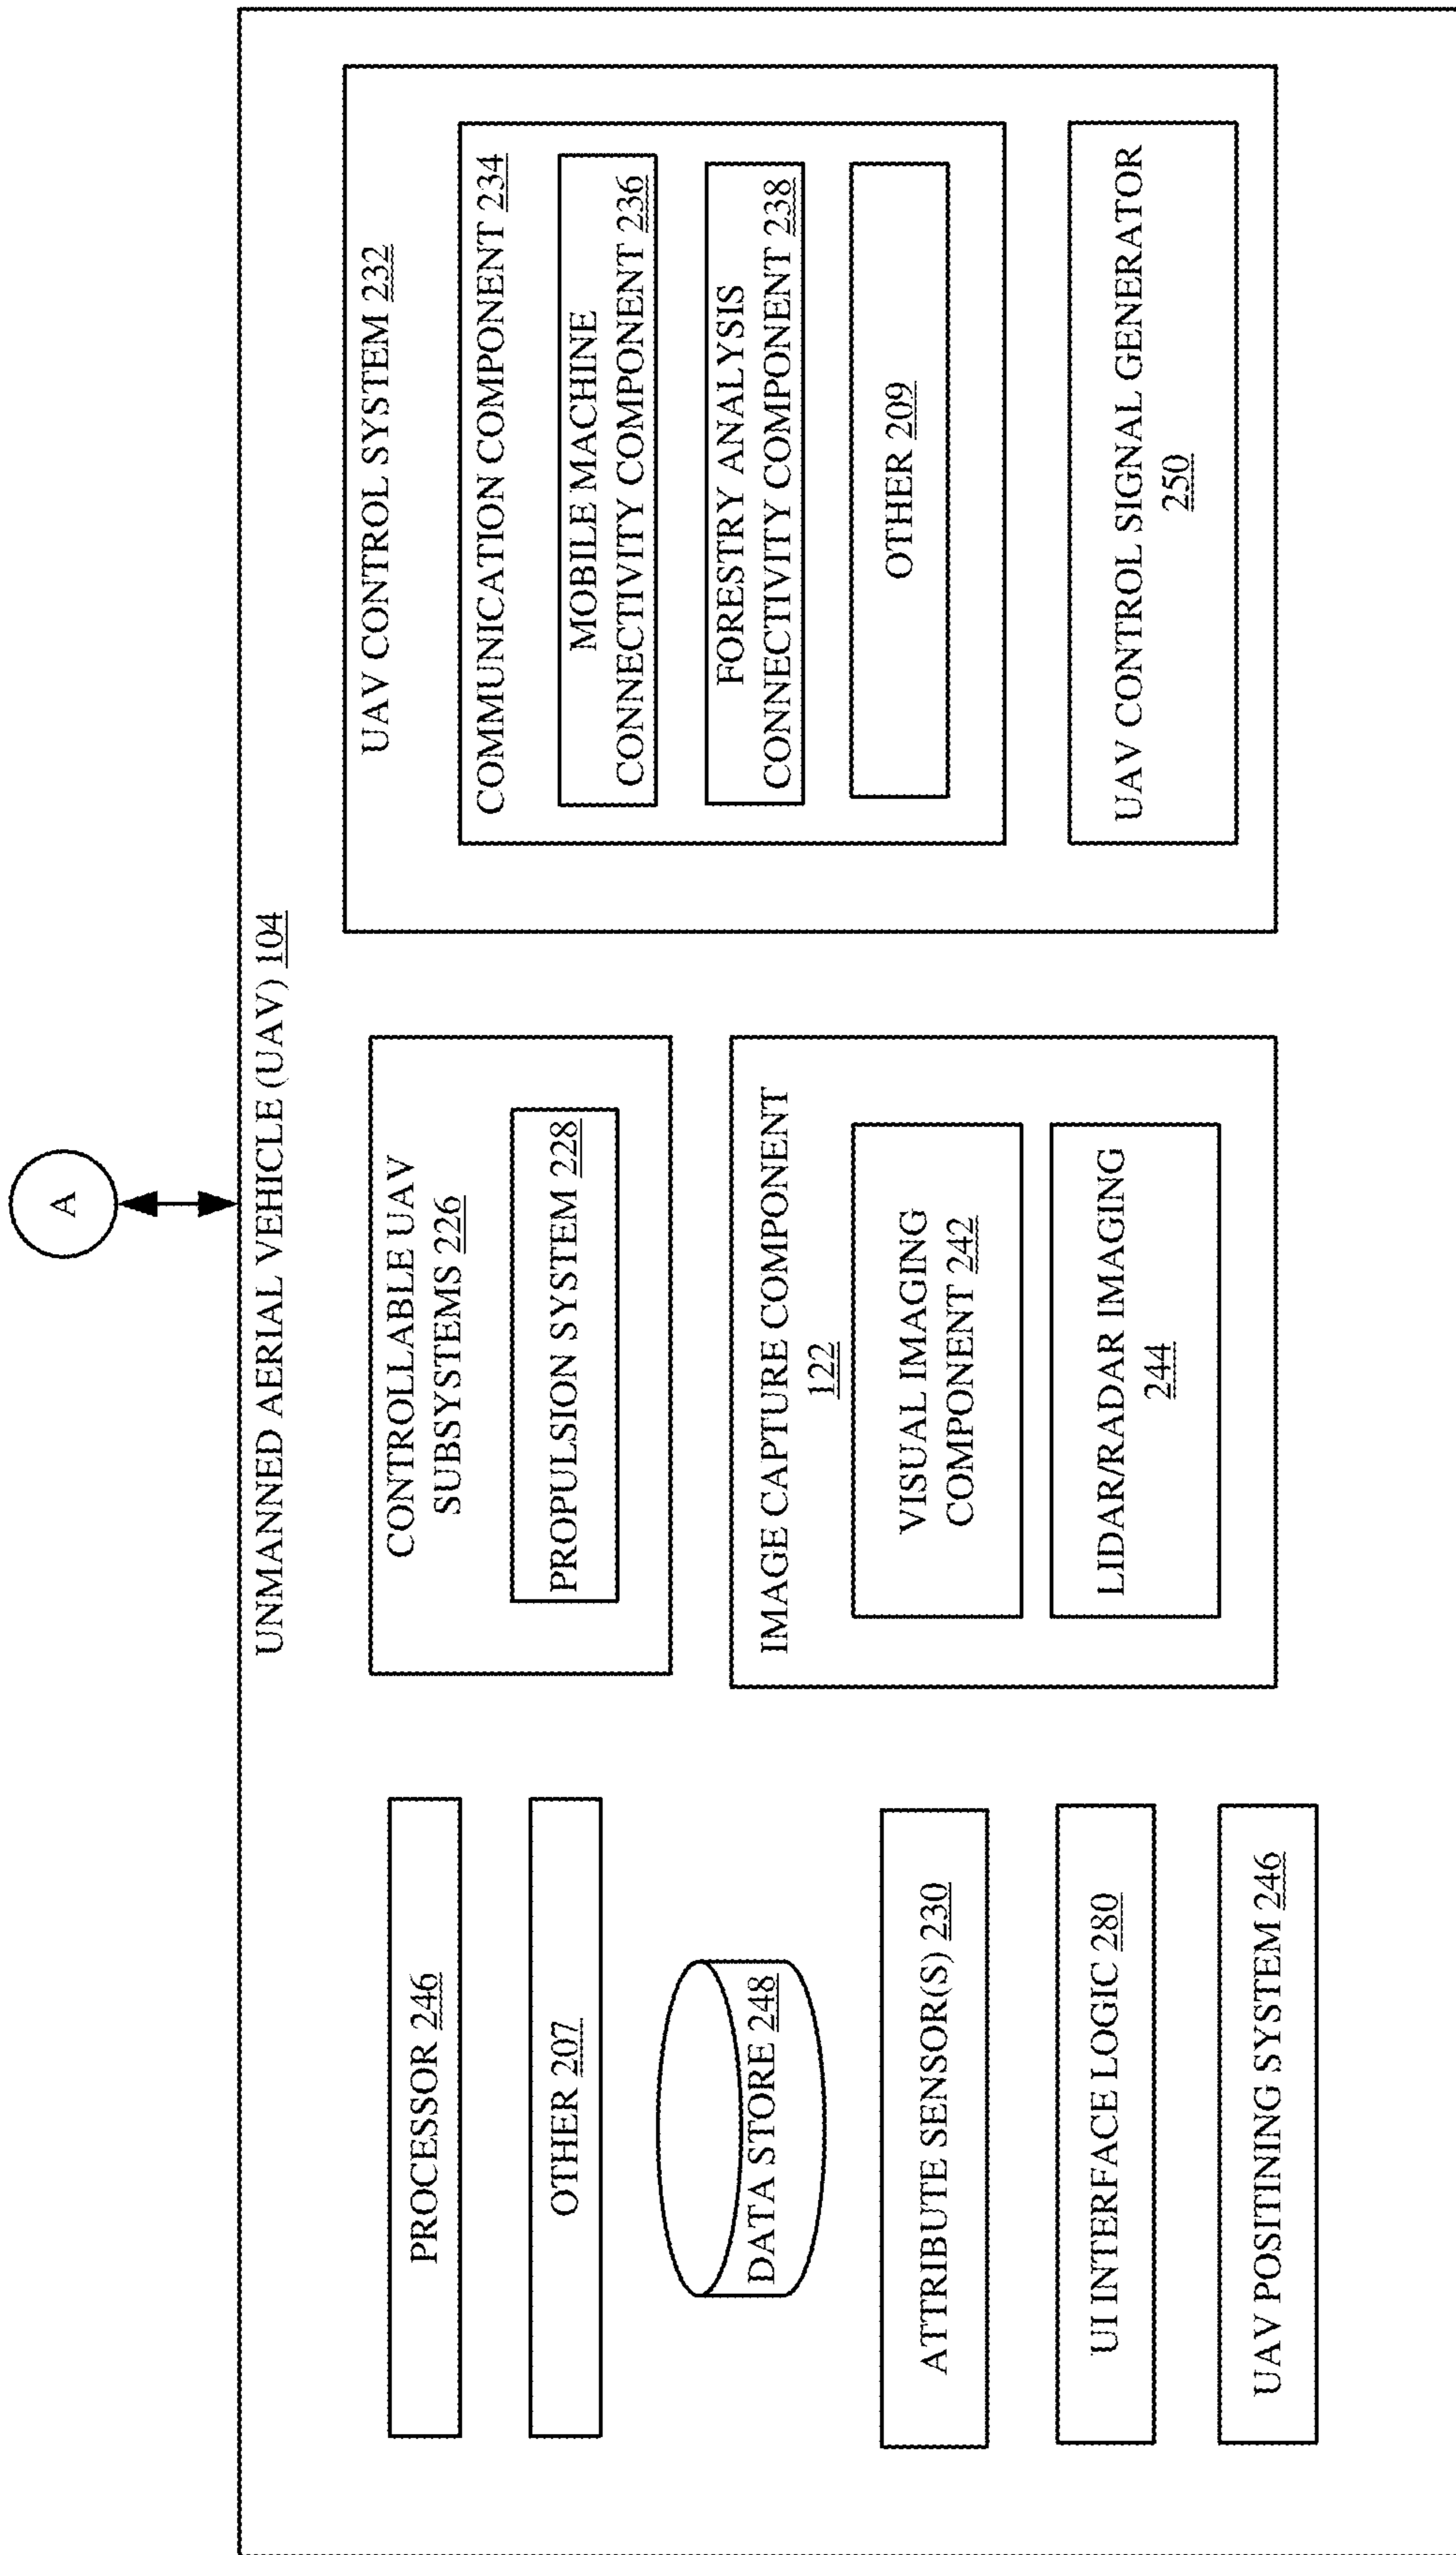 A
UNMANNED AERIAL VEHICLE (UAV) 104
PROCESSOR 246
OTHER 207
DATA STORE 248
ATTRIBUTE SENSOR(S) 230
UI INTERFACE LOGIC 280
UAV POSITINING SYSTEM 246
CONTROLLABLE UAV
SUBSYSTEMS 226
PROPULSION SYSTEM 228
IMAGE CAPTURE COMPONENT
122
VISUAL IMAGING
COMPONENT 242
LIDAR/RADAR IMAGING
244
UAV CONTROL SYSTEM 232
COMMUNICATION COMPONENT 234
MOBILE MACHINE
CONNECTIVITY COMPONENT 236
FORESTRY ANALYSIS
CONNECTIVITY COMPONENT 238
OTHER 209
UAV CONTROL SIGNAL GENERATOR
250